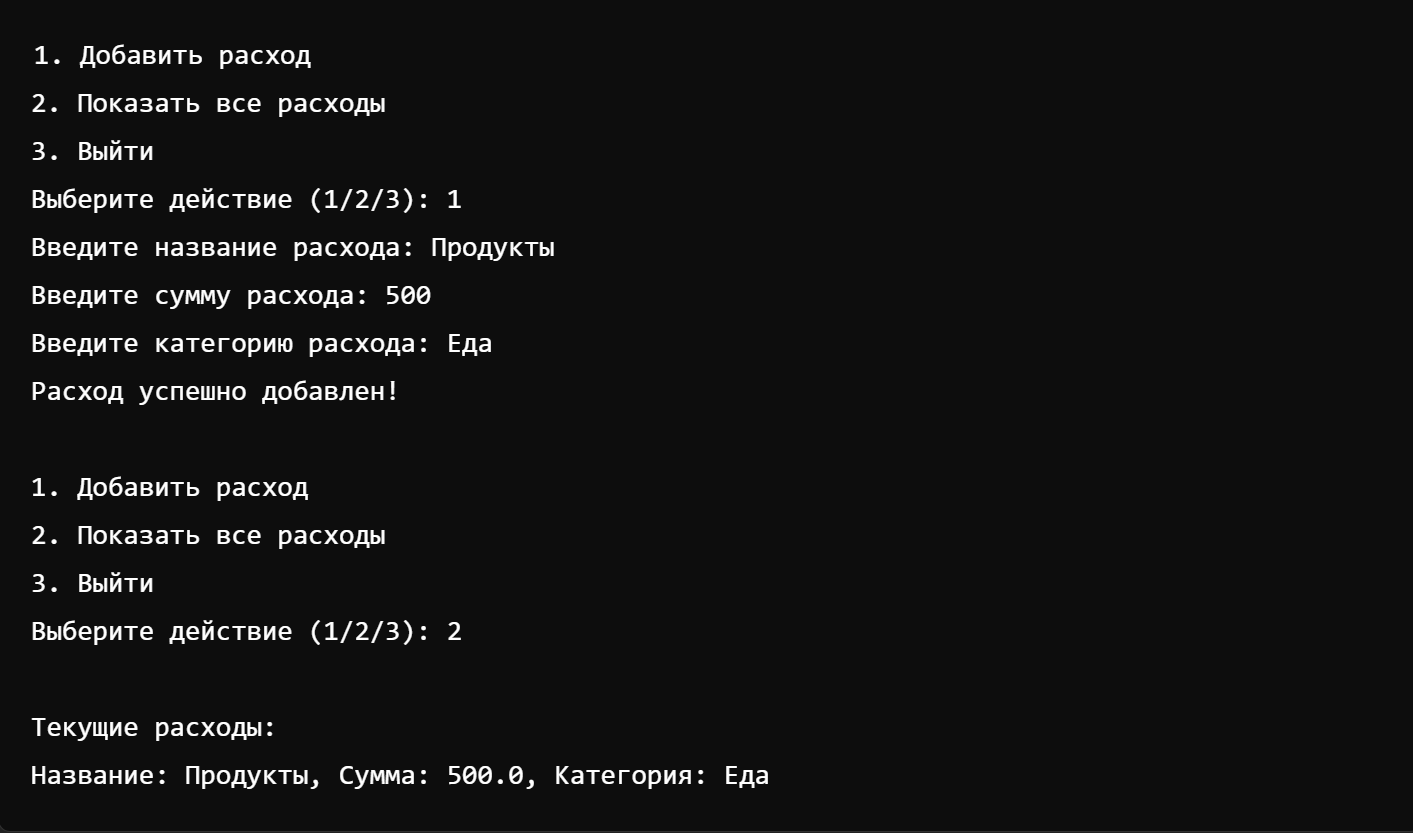 1. Добавить расход
2. Показать все расходы
3. Выйти
Выберите действие (1/2/3): 1
Введите название расхода: Продукты
Введите сумму расхода: 500
Введите категорию расхода: Еда
Расход успешно добавлен!
1. Добавить расход
2. Показать все расходы
3. Выйти
Выберите действие (1/2/3): 2
Текущие расходы:
Название: Продукты, Сумма: 500.0, Категория: Еда